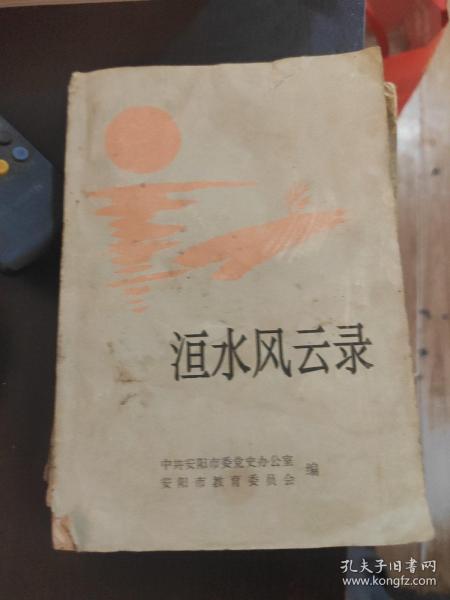 洹水风云录
中共安阳市委党史办公室
安阳市教育委员会
编
孔夫子旧书网
www.kongfz.com